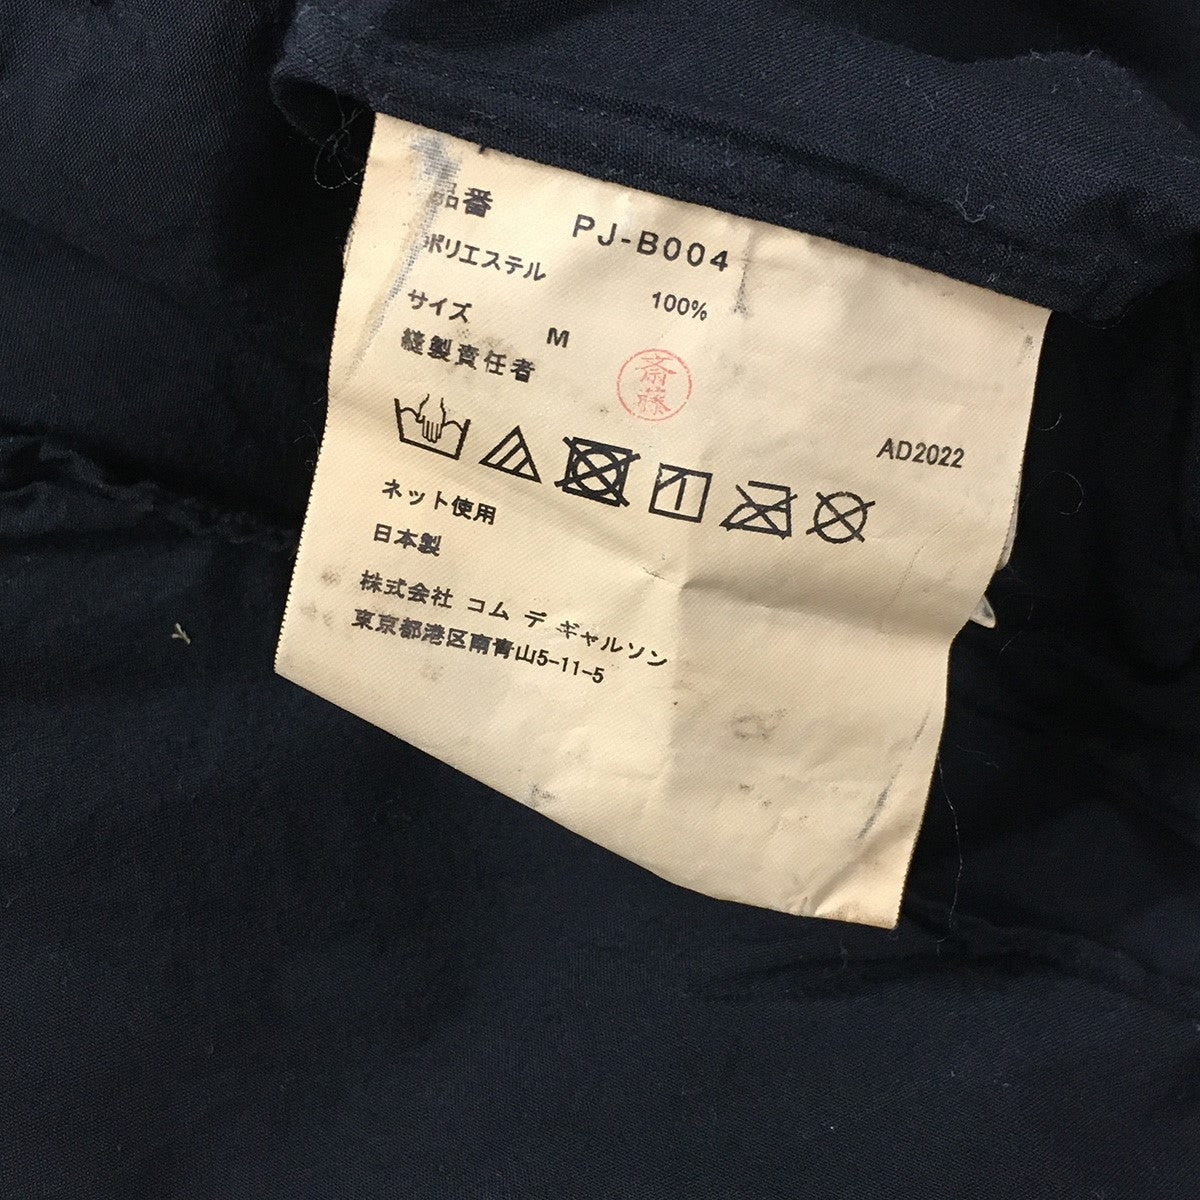 品番 PJ-B004
ポリエステル 100%
サイズ M
縫製責任者 斎藤
AD2022
ネット使用
日本製
株式会社 コム デ ギャルソン
東京都港区南青山5-11-5